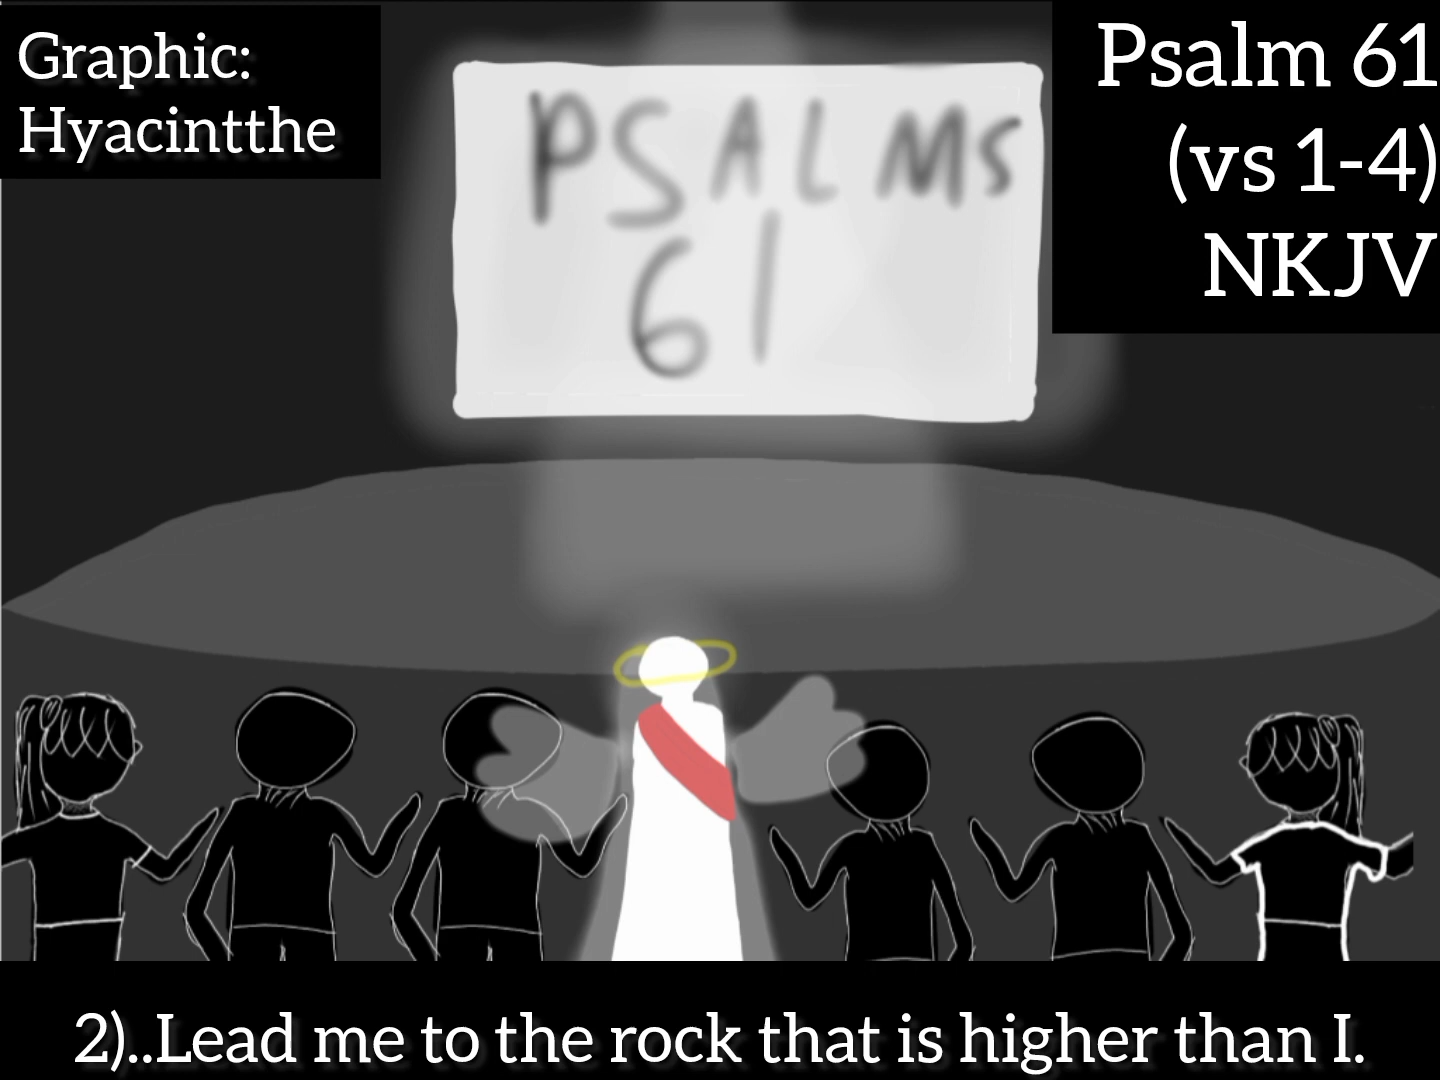 Graphic:
Hyacintthe
PSALMS
61
Psalm 61
(vs 1-4)
NKJV
2)..Lead me to the rock that is higher than I.